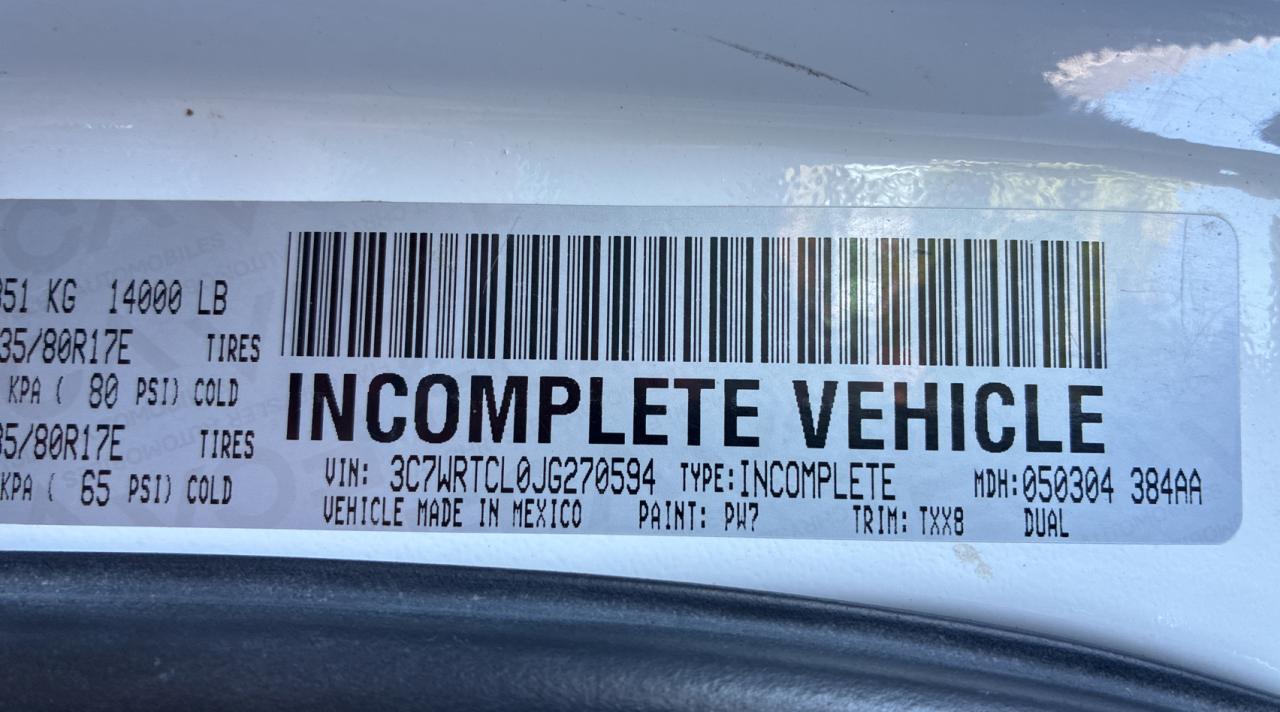 351 KG 14000 LB
35/80R17E TIRES
KPA ( 80 PSI) COLD
35/80R17E TIRES
KPA ( 65 PSI) COLD
INCOMPLETE VEHICLE
VIN: 3C7WRTCL0JG270594 TYPE:INCOMPLETE MDH:050304 384AA
VEHICLE MADE IN MEXICO PAINT: PW7 TRIM: TXX8 DUAL